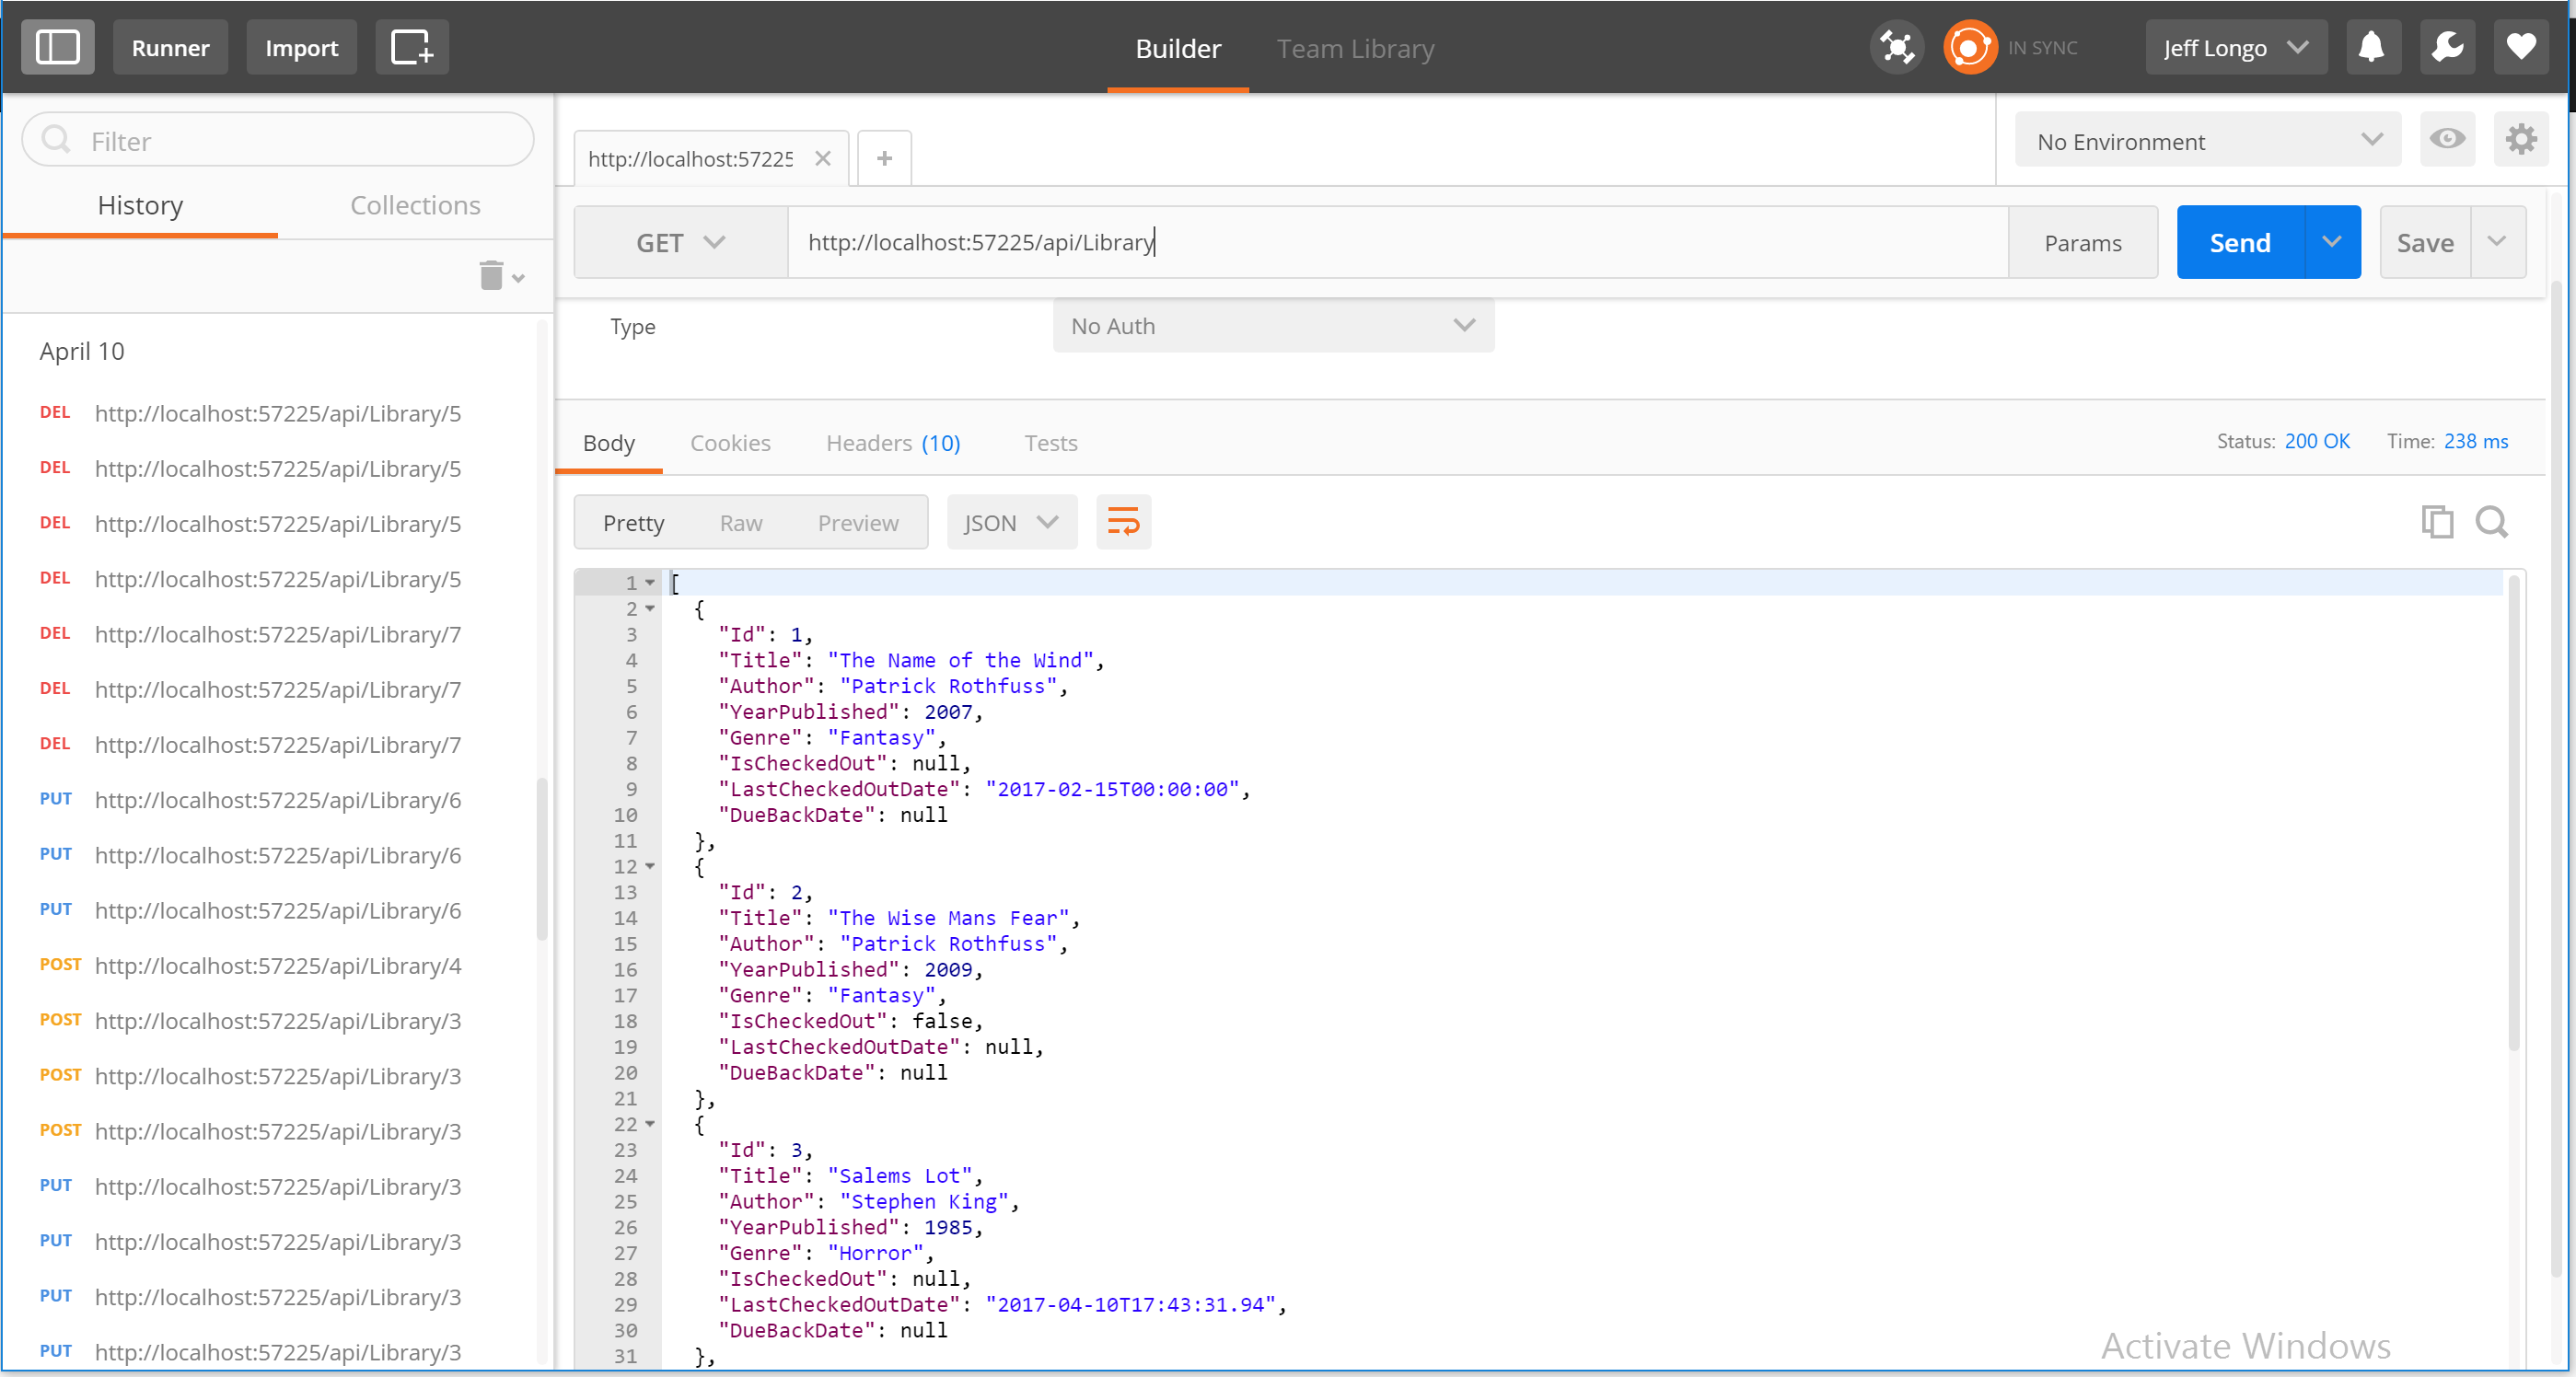 Runner
Import
Builder
Team Library
IN SYNC
Jeff Longo
Filter
History
Collections
April 10
DEL http://localhost:57225/api/Library/5
DEL http://localhost:57225/api/Library/5
DEL http://localhost:57225/api/Library/5
DEL http://localhost:57225/api/Library/5
DEL http://localhost:57225/api/Library/7
DEL http://localhost:57225/api/Library/7
DEL http://localhost:57225/api/Library/7
PUT http://localhost:57225/api/Library/6
PUT http://localhost:57225/api/Library/6
PUT http://localhost:57225/api/Library/6
POST http://localhost:57225/api/Library/4
POST http://localhost:57225/api/Library/3
POST http://localhost:57225/api/Library/3
POST http://localhost:57225/api/Library/3
PUT http://localhost:57225/api/Library/3
PUT http://localhost:57225/api/Library/3
PUT http://localhost:57225/api/Library/3
PUT http://localhost:57225/api/Library/3
http://localhost:57225
No Environment
GET http://localhost:57225/api/Library
Params
Send
Save
Type
No Auth
Body
Cookies
Headers (10)
Tests
Status: 200 OK
Time: 238 ms
Pretty
Raw
Preview
JSON
1 [
2 {
3 "Id": 1,
4 "Title": "The Name of the Wind",
5 "Author": "Patrick Rothfuss",
6 "YearPublished": 2007,
7 "Genre": "Fantasy",
8 "IsCheckedOut": null,
9 "LastCheckedOutDate": "2017-02-15T00:00:00",
10 "DueBackDate": null
11 },
12 {
13 "Id": 2,
14 "Title": "The Wise Mans Fear",
15 "Author": "Patrick Rothfuss",
16 "YearPublished": 2009,
17 "Genre": "Fantasy",
18 "IsCheckedOut": false,
19 "LastCheckedOutDate": null,
20 "DueBackDate": null
21 },
22 {
23 "Id": 3,
24 "Title": "Salems Lot",
25 "Author": "Stephen King",
26 "YearPublished": 1985,
27 "Genre": "Horror",
28 "IsCheckedOut": null,
29 "LastCheckedOutDate": "2017-04-10T17:43:31.94",
30 "DueBackDate": null
31 },
Activate Windows